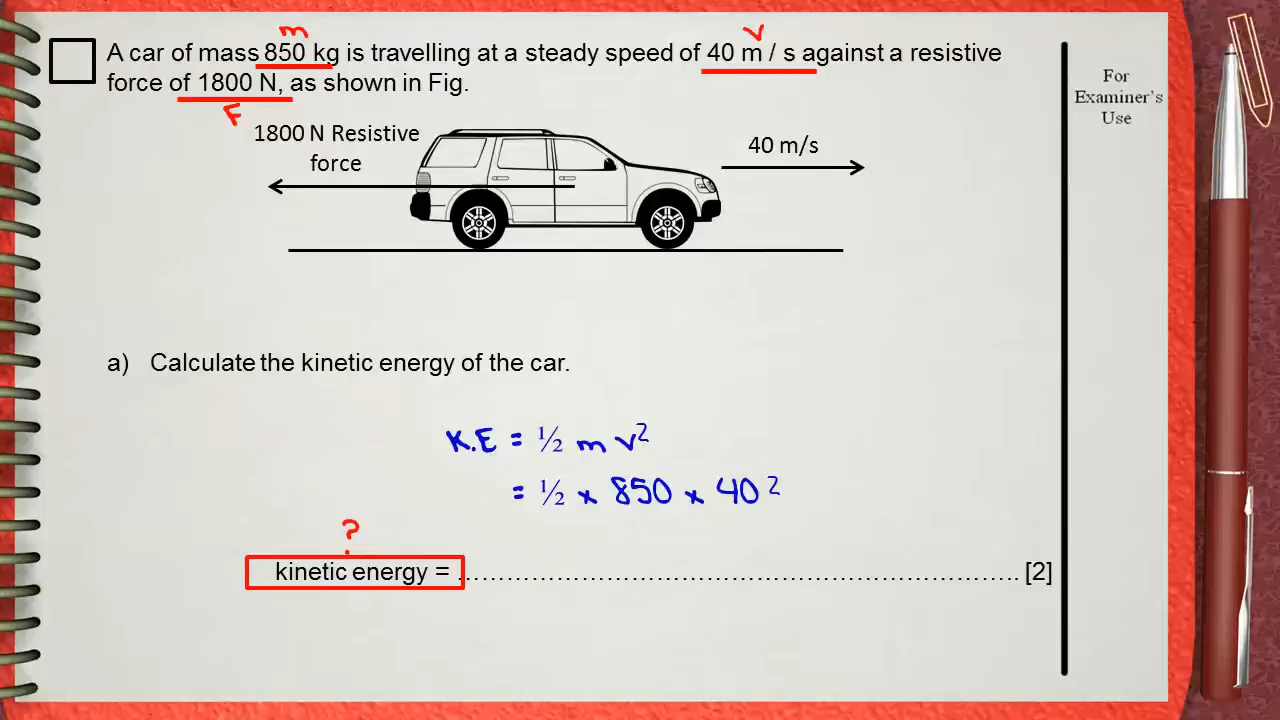 m
v
A car of mass 850 kg is travelling at a steady speed of 40 m / s against a resistive
force of 1800 N, as shown in Fig.
F
1800 N Resistive
force
40 m/s
For
Examiner's
Use
a) Calculate the kinetic energy of the car.
K.E = ½ m v²
= ½ x 850 x 40²
?
kinetic energy = ........................................................................ [2]